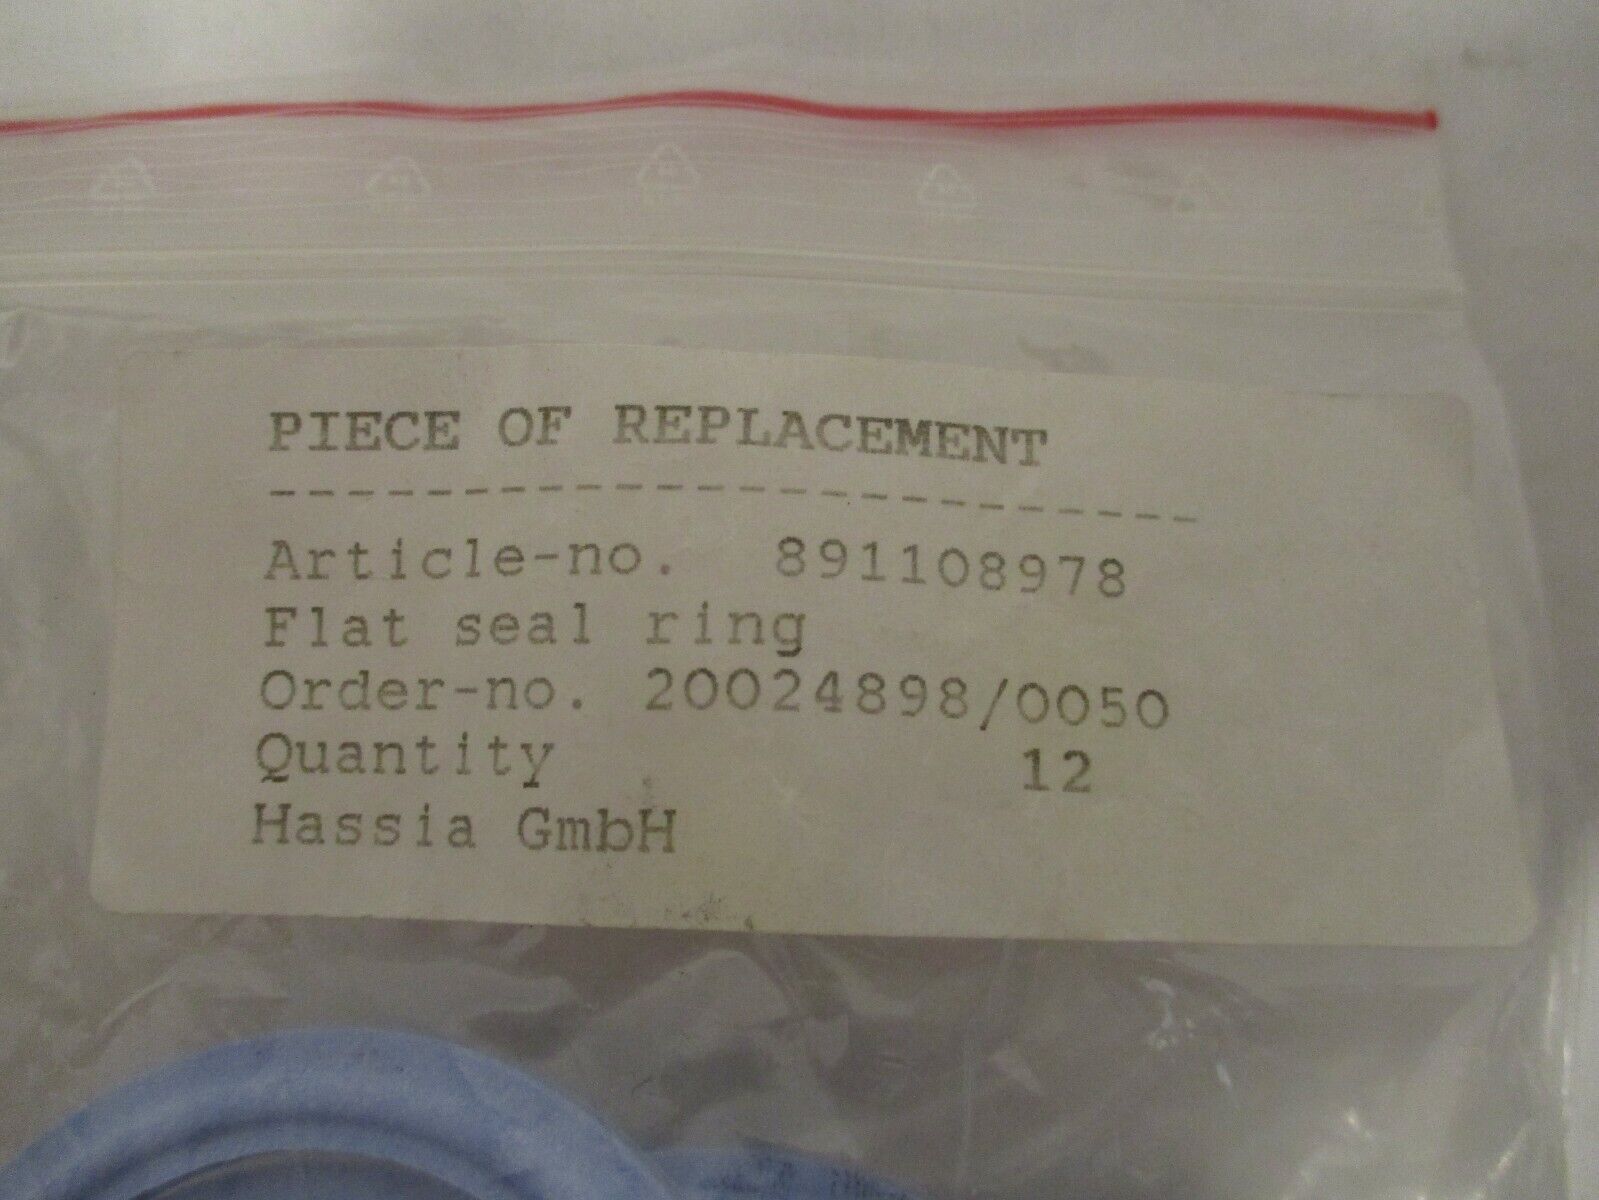 PIECE OF REPLACEMENT
------------------------
Article-no. 891108978
Flat seal ring
Order-no. 20024898/0050
Quantity 12
Hassia GmbH